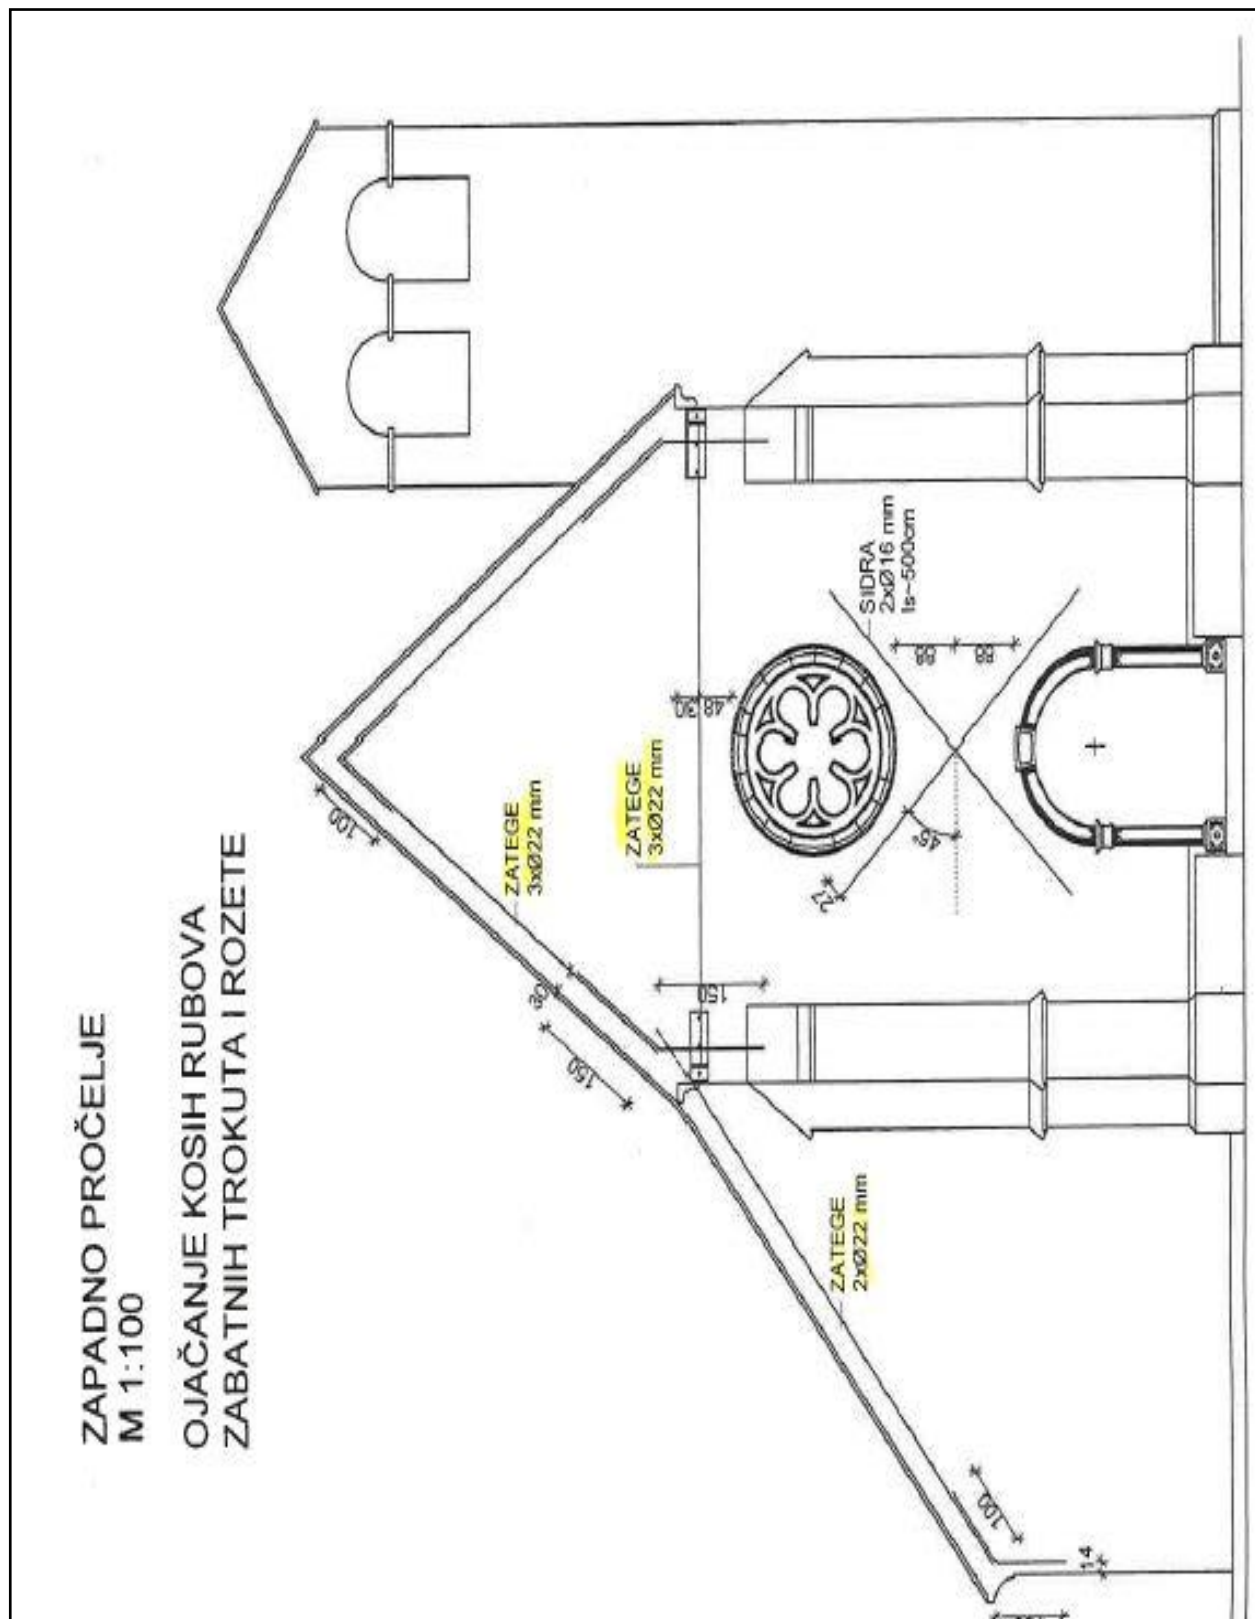 ZAPADNO PROČELJE
M 1:100
OJAČANJE KOSIH RUBOVA
ZABATNIH TROKUTA I ROZETE
100
ZATEGE
3xØ22 mm
ZATEGE
3xØ22 mm
30
48
SIDRA
2xØ16 mm
ls~500cm
88
88
45°
22
30
150
150
ZATEGE
2xØ22 mm
100
14